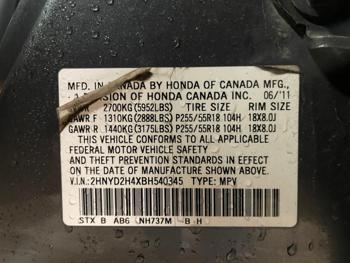 MFD. IN CANADA BY HONDA OF CANADA MFG.,
A DIVISION OF HONDA CANADA INC. 06/'11
GVWR 2700KG(5952LBS) TIRE SIZE RIM SIZE
GAWR F 1310KG(2888LBS) P255/55R18 104H 18X8.0J
GAWR R 1440KG(3175LBS) P255/55R18 104H 18X8.0J
THIS VEHICLE CONFORMS TO ALL APPLICABLE
FEDERAL MOTOR VEHICLE SAFETY
AND THEFT PREVENTION STANDARDS IN EFFECT
ON THE DATE OF MANUFACTURE SHOWN ABOVE.
V.I.N.: 2HNYD2H4XBH540345 TYPE: MPV
STX B AB6 NH737M B H